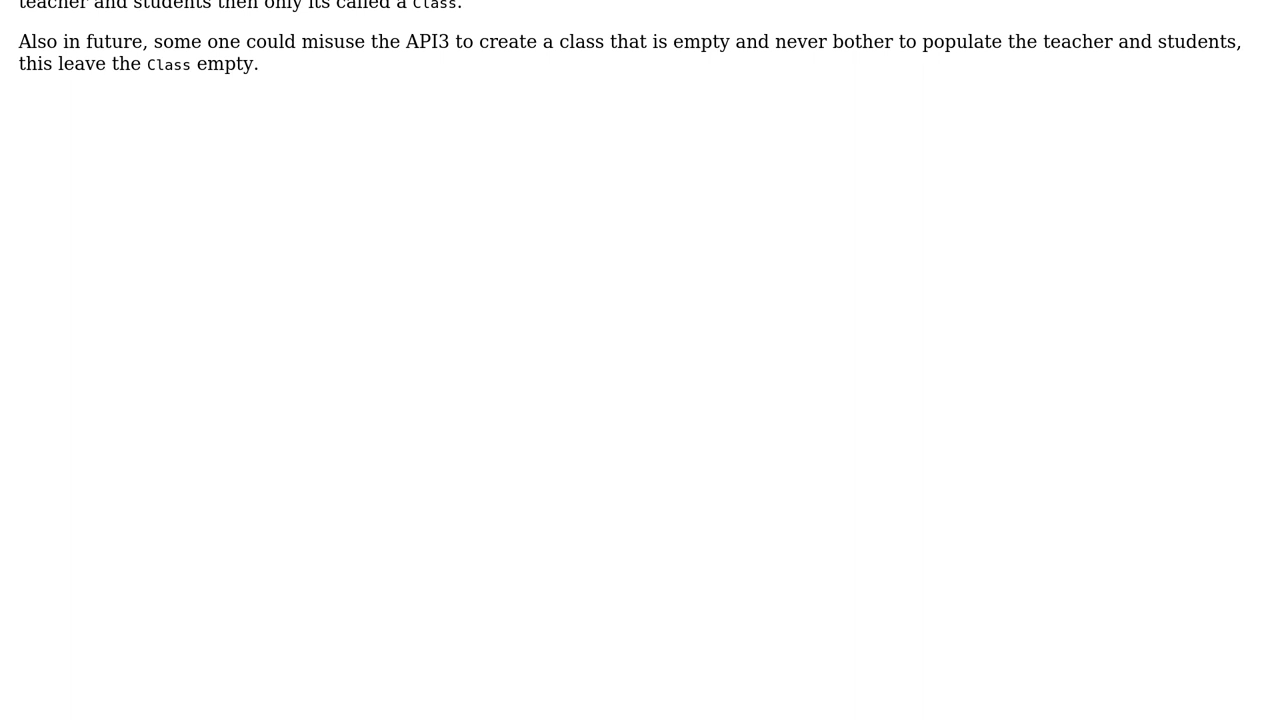 teacher and students then only its called a Class.
Also in future, some one could misuse the API3 to create a class that is empty and never bother to populate the teacher and students,
this leave the Class empty.